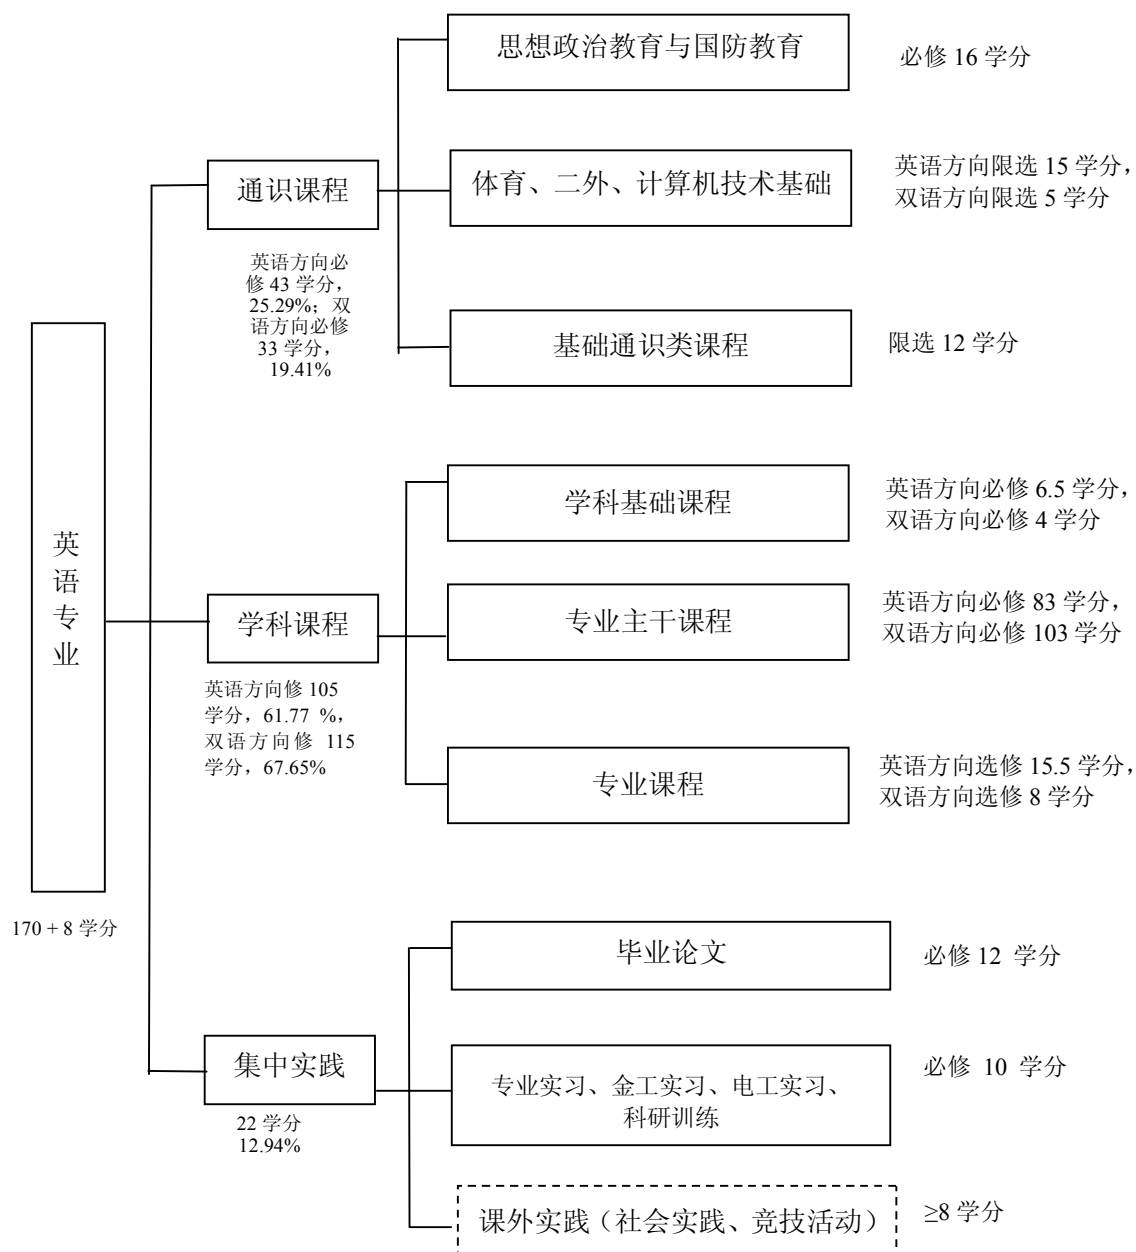 思想政治教育与国防教育
必修 16 学分
通识课程
体育、二外、计算机技术基础
英语方向限选 15 学分，
双语方向限选 5 学分
英语方向必
修 43 学分，
25.29%；双
语方向必修
33 学分，
19.41%
基础通识类课程
限选 12 学分
英
语
专
业
170 + 8 学分
学科基础课程
英语方向必修 6.5 学分，
双语方向必修 4 学分
学科课程
专业主干课程
英语方向必修 83 学分，
双语方向必修 103 学分
英语方向修 105
学分，61.77 %，
双语方向修 115
学分，67.65%
专业课程
英语方向选修 15.5 学分，
双语方向选修 8 学分
毕业论文
必修 12 学分
集中实践
22 学分
12.94%
专业实习、金工实习、电工实习、
科研训练
必修 10 学分
课外实践（社会实践、竞技活动）
≥8 学分